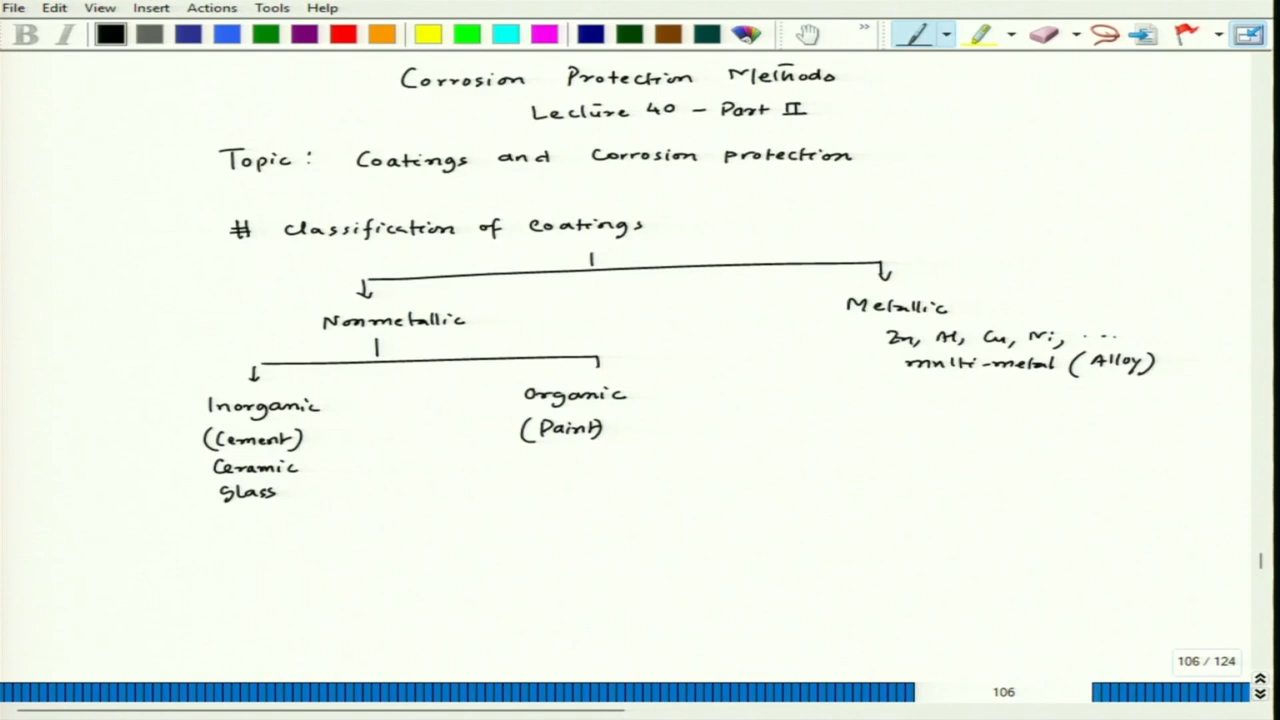 File Edit View Insert Actions Tools Help
B I
Corrosion Protection Methods
Lecture 40 - Part II
Topic: Coatings and Corrosion protection
# Classification of Coatings
Nonmetallic
Metallic
Zn, Al, Cu, Ni, ...
multi-metal (Alloy)
Inorganic
(Cement)
Ceramic
Glass
Organic
(Paint)
106 / 124
106